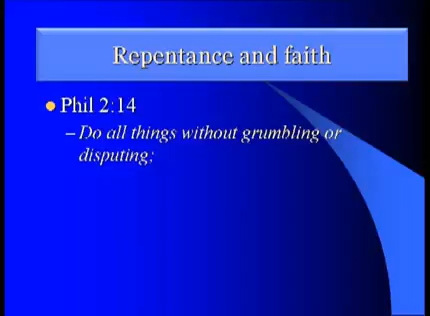 Repentance and faith
Phil 2:14
– Do all things without grumbling or
disputing;